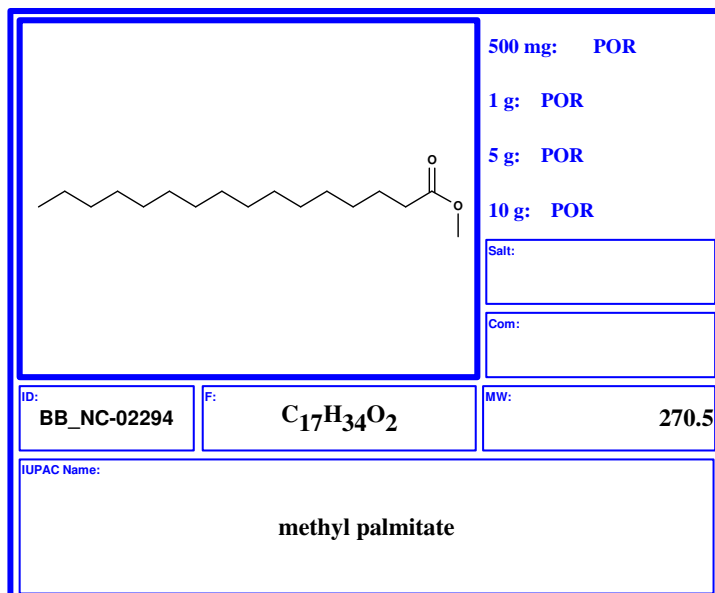 500 mg: POR
1 g: POR
5 g: POR
10 g: POR
O
O
Salt:
Com:
ID:
BB_NC-02294
F:
C17H34O2
MW:
270.5
IUPAC Name:
methyl palmitate